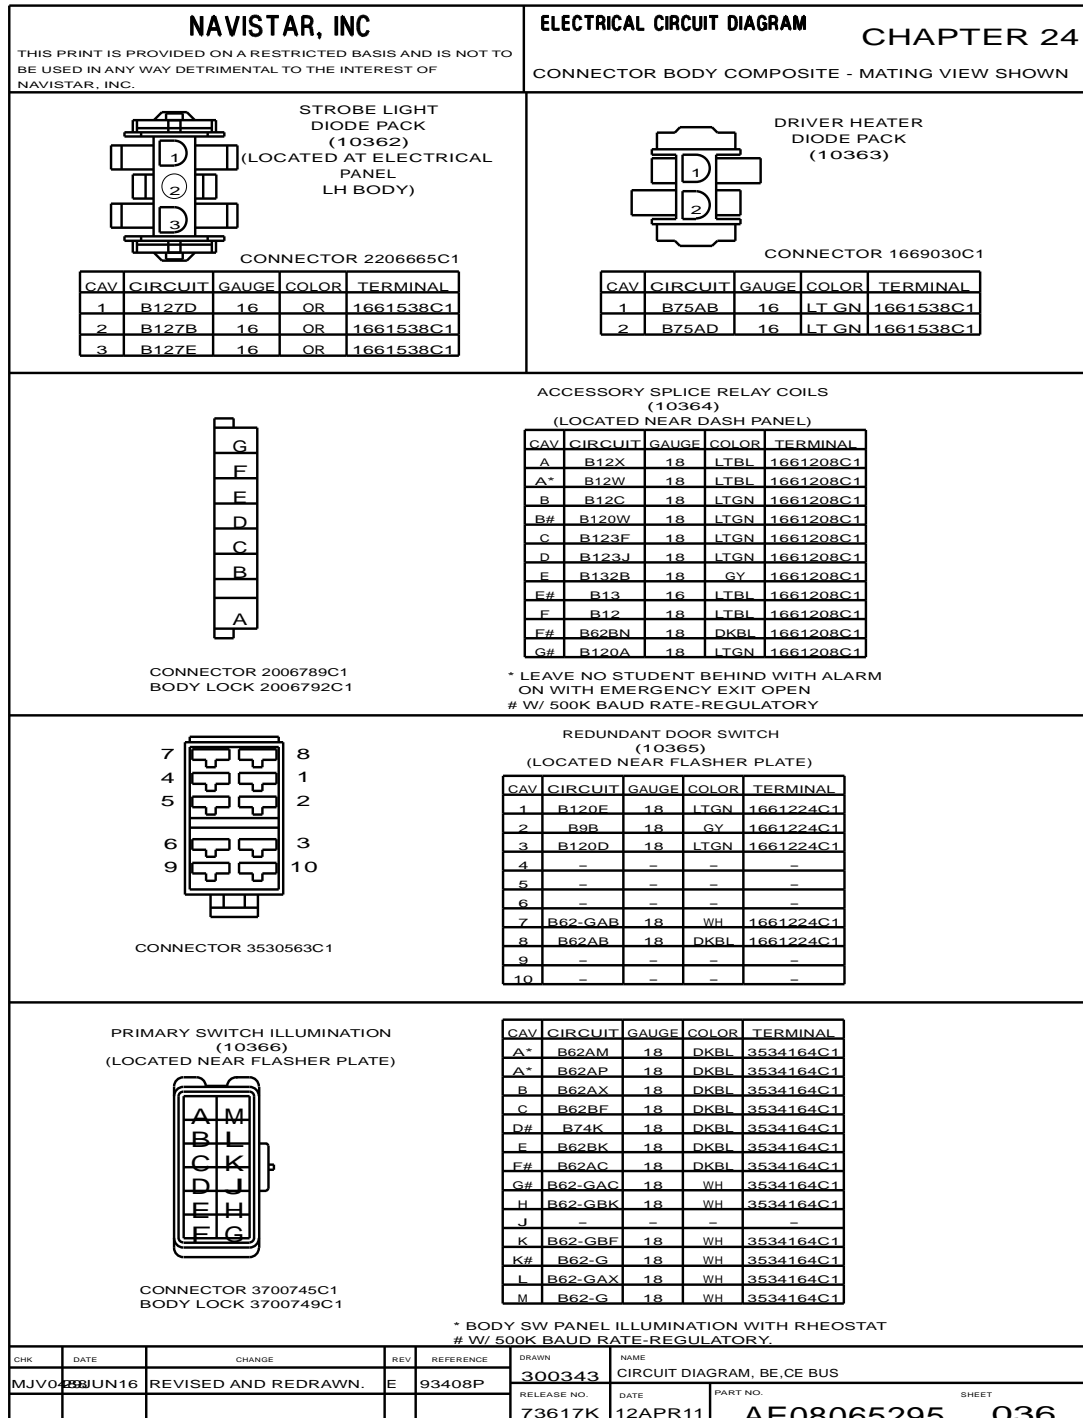 NAVISTAR, INC
THIS PRINT IS PROVIDED ON A RESTRICTED BASIS AND IS NOT TO
BE USED IN ANY WAY DETRIMENTAL TO THE INTEREST OF
NAVISTAR, INC.
ELECTRICAL CIRCUIT DIAGRAM
CHAPTER 24
CONNECTOR BODY COMPOSITE - MATING VIEW SHOWN
STROBE LIGHT
DIODE PACK
(10362)
(LOCATED AT ELECTRICAL
PANEL
LH BODY)
1
2
3
CONNECTOR 2206665C1
CAV CIRCUIT GAUGE COLOR TERMINAL
1 B127D 16 OR 1661538C1
2 B127B 16 OR 1661538C1
3 B127E 16 OR 1661538C1
DRIVER HEATER
DIODE PACK
(10363)
1
2
CONNECTOR 1669030C1
CAV CIRCUIT GAUGE COLOR TERMINAL
1 B75AB 16 LT GN 1661538C1
2 B75AD 16 LT GN 1661538C1
G
F
E
D
C
B
A
CONNECTOR 2006789C1
BODY LOCK 2006792C1
ACCESSORY SPLICE RELAY COILS
(10364)
(LOCATED NEAR DASH PANEL)
CAV CIRCUIT GAUGE COLOR TERMINAL
A B12X 18 LTBL 1661208C1
A* B12W 18 LTBL 1661208C1
B B12C 18 LTGN 1661208C1
B# B120W 18 LTGN 1661208C1
C B123F 18 LTGN 1661208C1
D B123J 18 LTGN 1661208C1
E B132B 18 GY 1661208C1
E# B13 16 LTBL 1661208C1
F B12 18 LTBL 1661208C1
F# B62BN 18 DKBL 1661208C1
G# B120A 18 LTGN 1661208C1
* LEAVE NO STUDENT BEHIND WITH ALARM
ON WITH EMERGENCY EXIT OPEN
# W/ 500K BAUD RATE-REGULATORY
7 8
4 1
5 2
6 3
9 10
CONNECTOR 3530563C1
REDUNDANT DOOR SWITCH
(10365)
(LOCATED NEAR FLASHER PLATE)
CAV CIRCUIT GAUGE COLOR TERMINAL
1 B120E 18 LTGN 1661224C1
2 B9B 18 GY 1661224C1
3 B120D 18 LTGN 1661224C1
4 – – – –
5 – – – –
6 – – – –
7 B62-GAB 18 WH 1661224C1
8 B62AB 18 DKBL 1661224C1
9 – – – –
10 – – – –
PRIMARY SWITCH ILLUMINATION
(10366)
(LOCATED NEAR FLASHER PLATE)
A M
B L
C K
D J
E H
F G
CONNECTOR 3700745C1
BODY LOCK 3700749C1
CAV CIRCUIT GAUGE COLOR TERMINAL
A* B62AM 18 DKBL 3534164C1
A* B62AP 18 DKBL 3534164C1
B B62AX 18 DKBL 3534164C1
C B62BF 18 DKBL 3534164C1
D# B74K 18 DKBL 3534164C1
E B62BK 18 DKBL 3534164C1
F# B62AC 18 DKBL 3534164C1
G# B62-GAC 18 WH 3534164C1
H B62-GBK 18 WH 3534164C1
J – – – –
K B62-GBF 18 WH 3534164C1
K# B62-G 18 WH 3534164C1
L B62-GAX 18 WH 3534164C1
M B62-G 18 WH 3534164C1
* BODY SW PANEL ILLUMINATION WITH RHEOSTAT
# W/ 500K BAUD RATE-REGULATORY.
CHK DATE CHANGE REV REFERENCE
REVISED AND REDRAWN. E 93408P
DRAWN
300343
NAME
CIRCUIT DIAGRAM, BE,CE BUS
RELEASE NO.
73617K
DATE
12APR11
PART NO.
AE08065295
SHEET
036